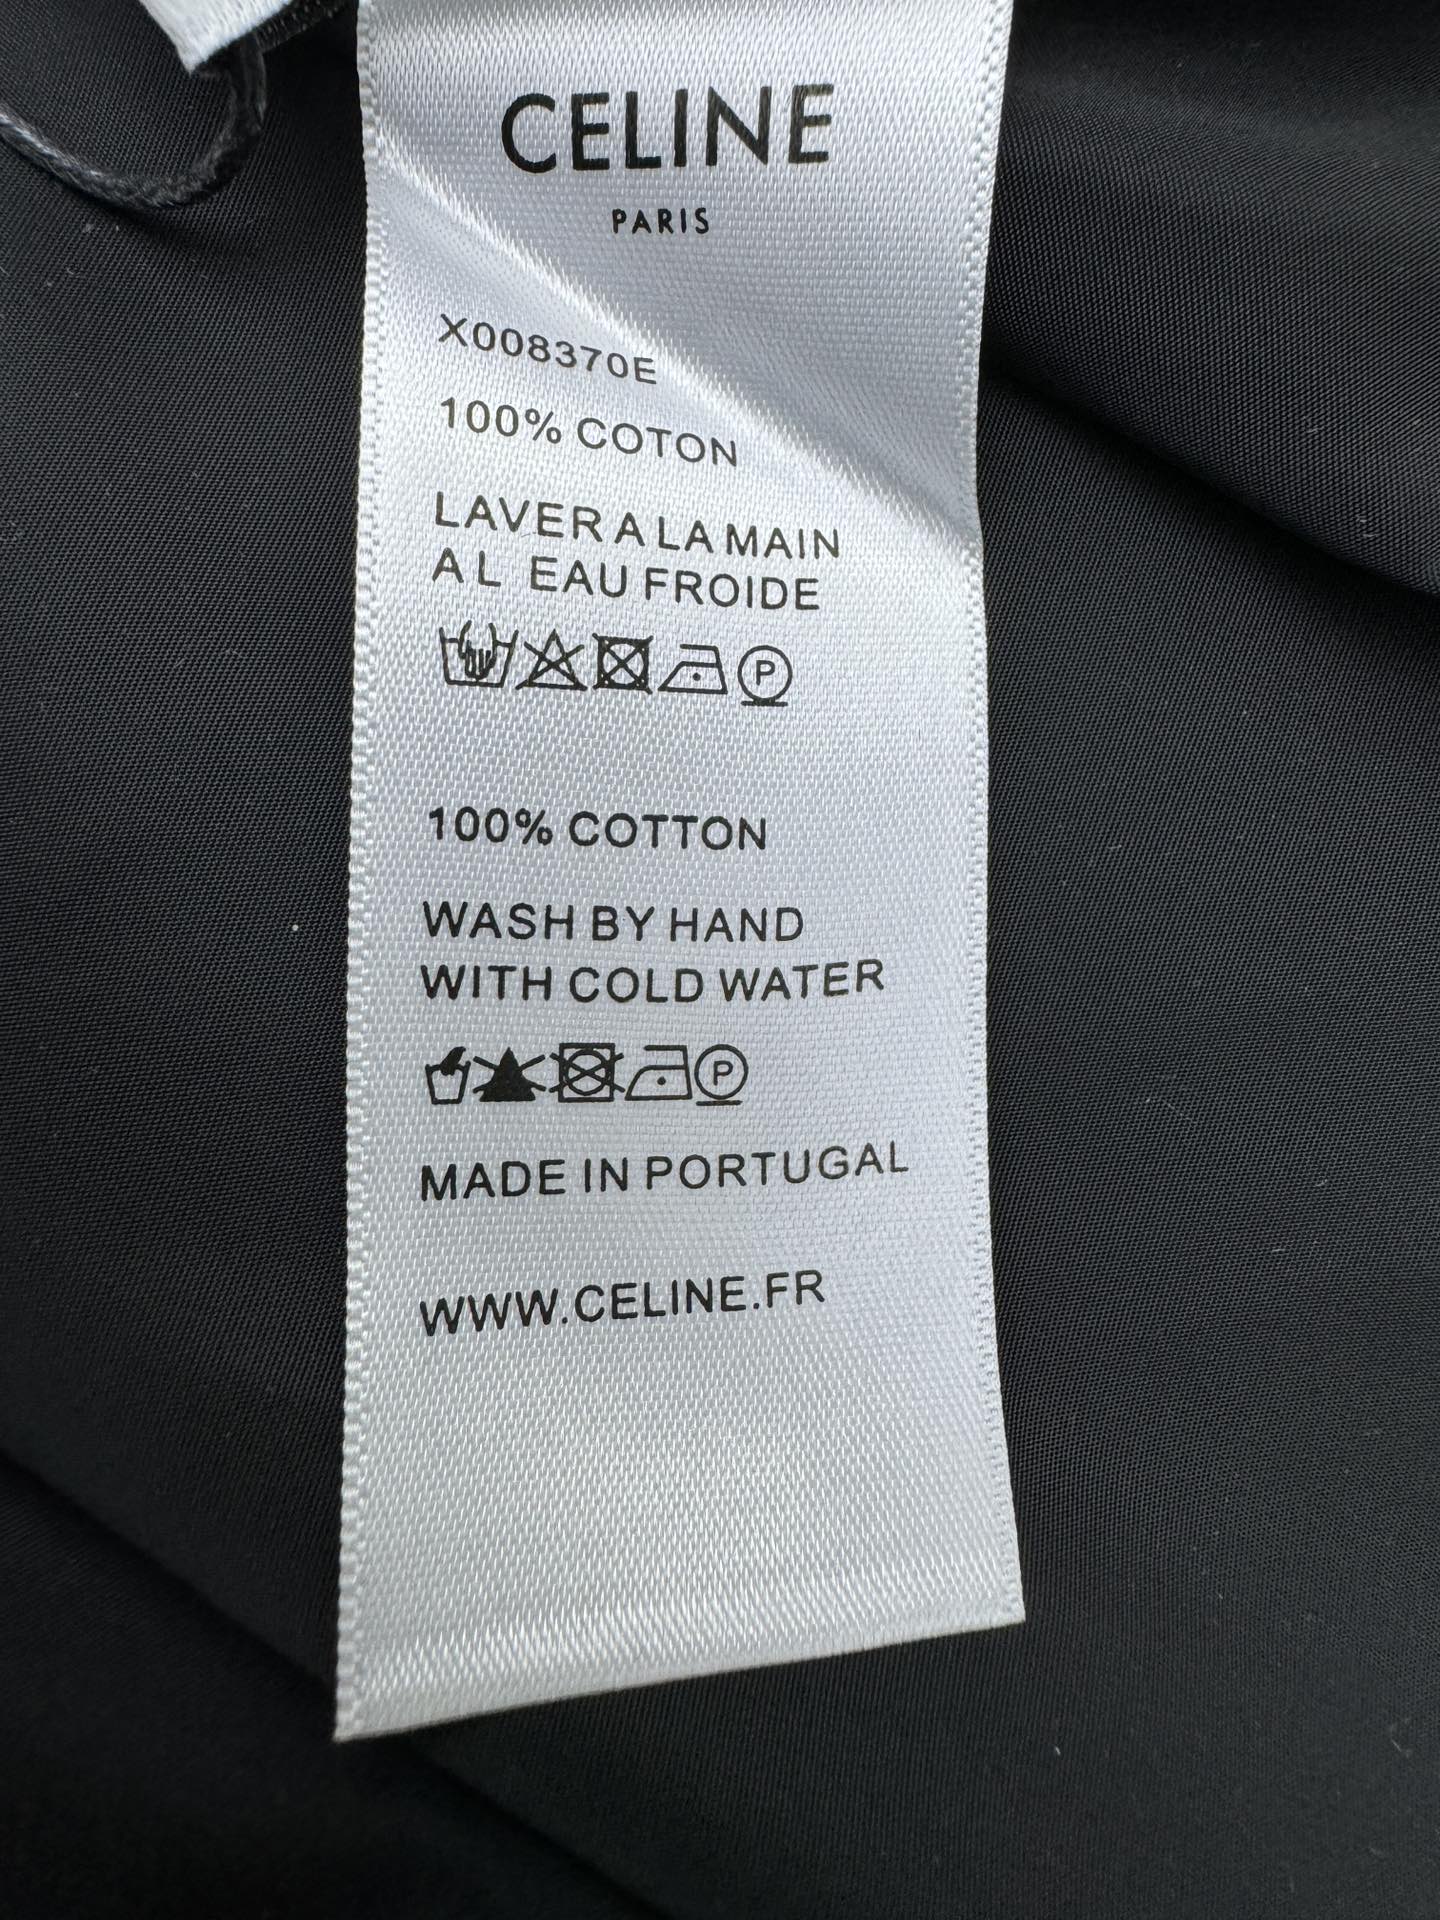 CELINE
PARIS
X008370E
100% COTON
LAVER A LA MAIN
A L EAU FROIDE
P
100% COTTON
WASH BY HAND
WITH COLD WATER
P
MADE IN PORTUGAL
WWW.CELINE.FR